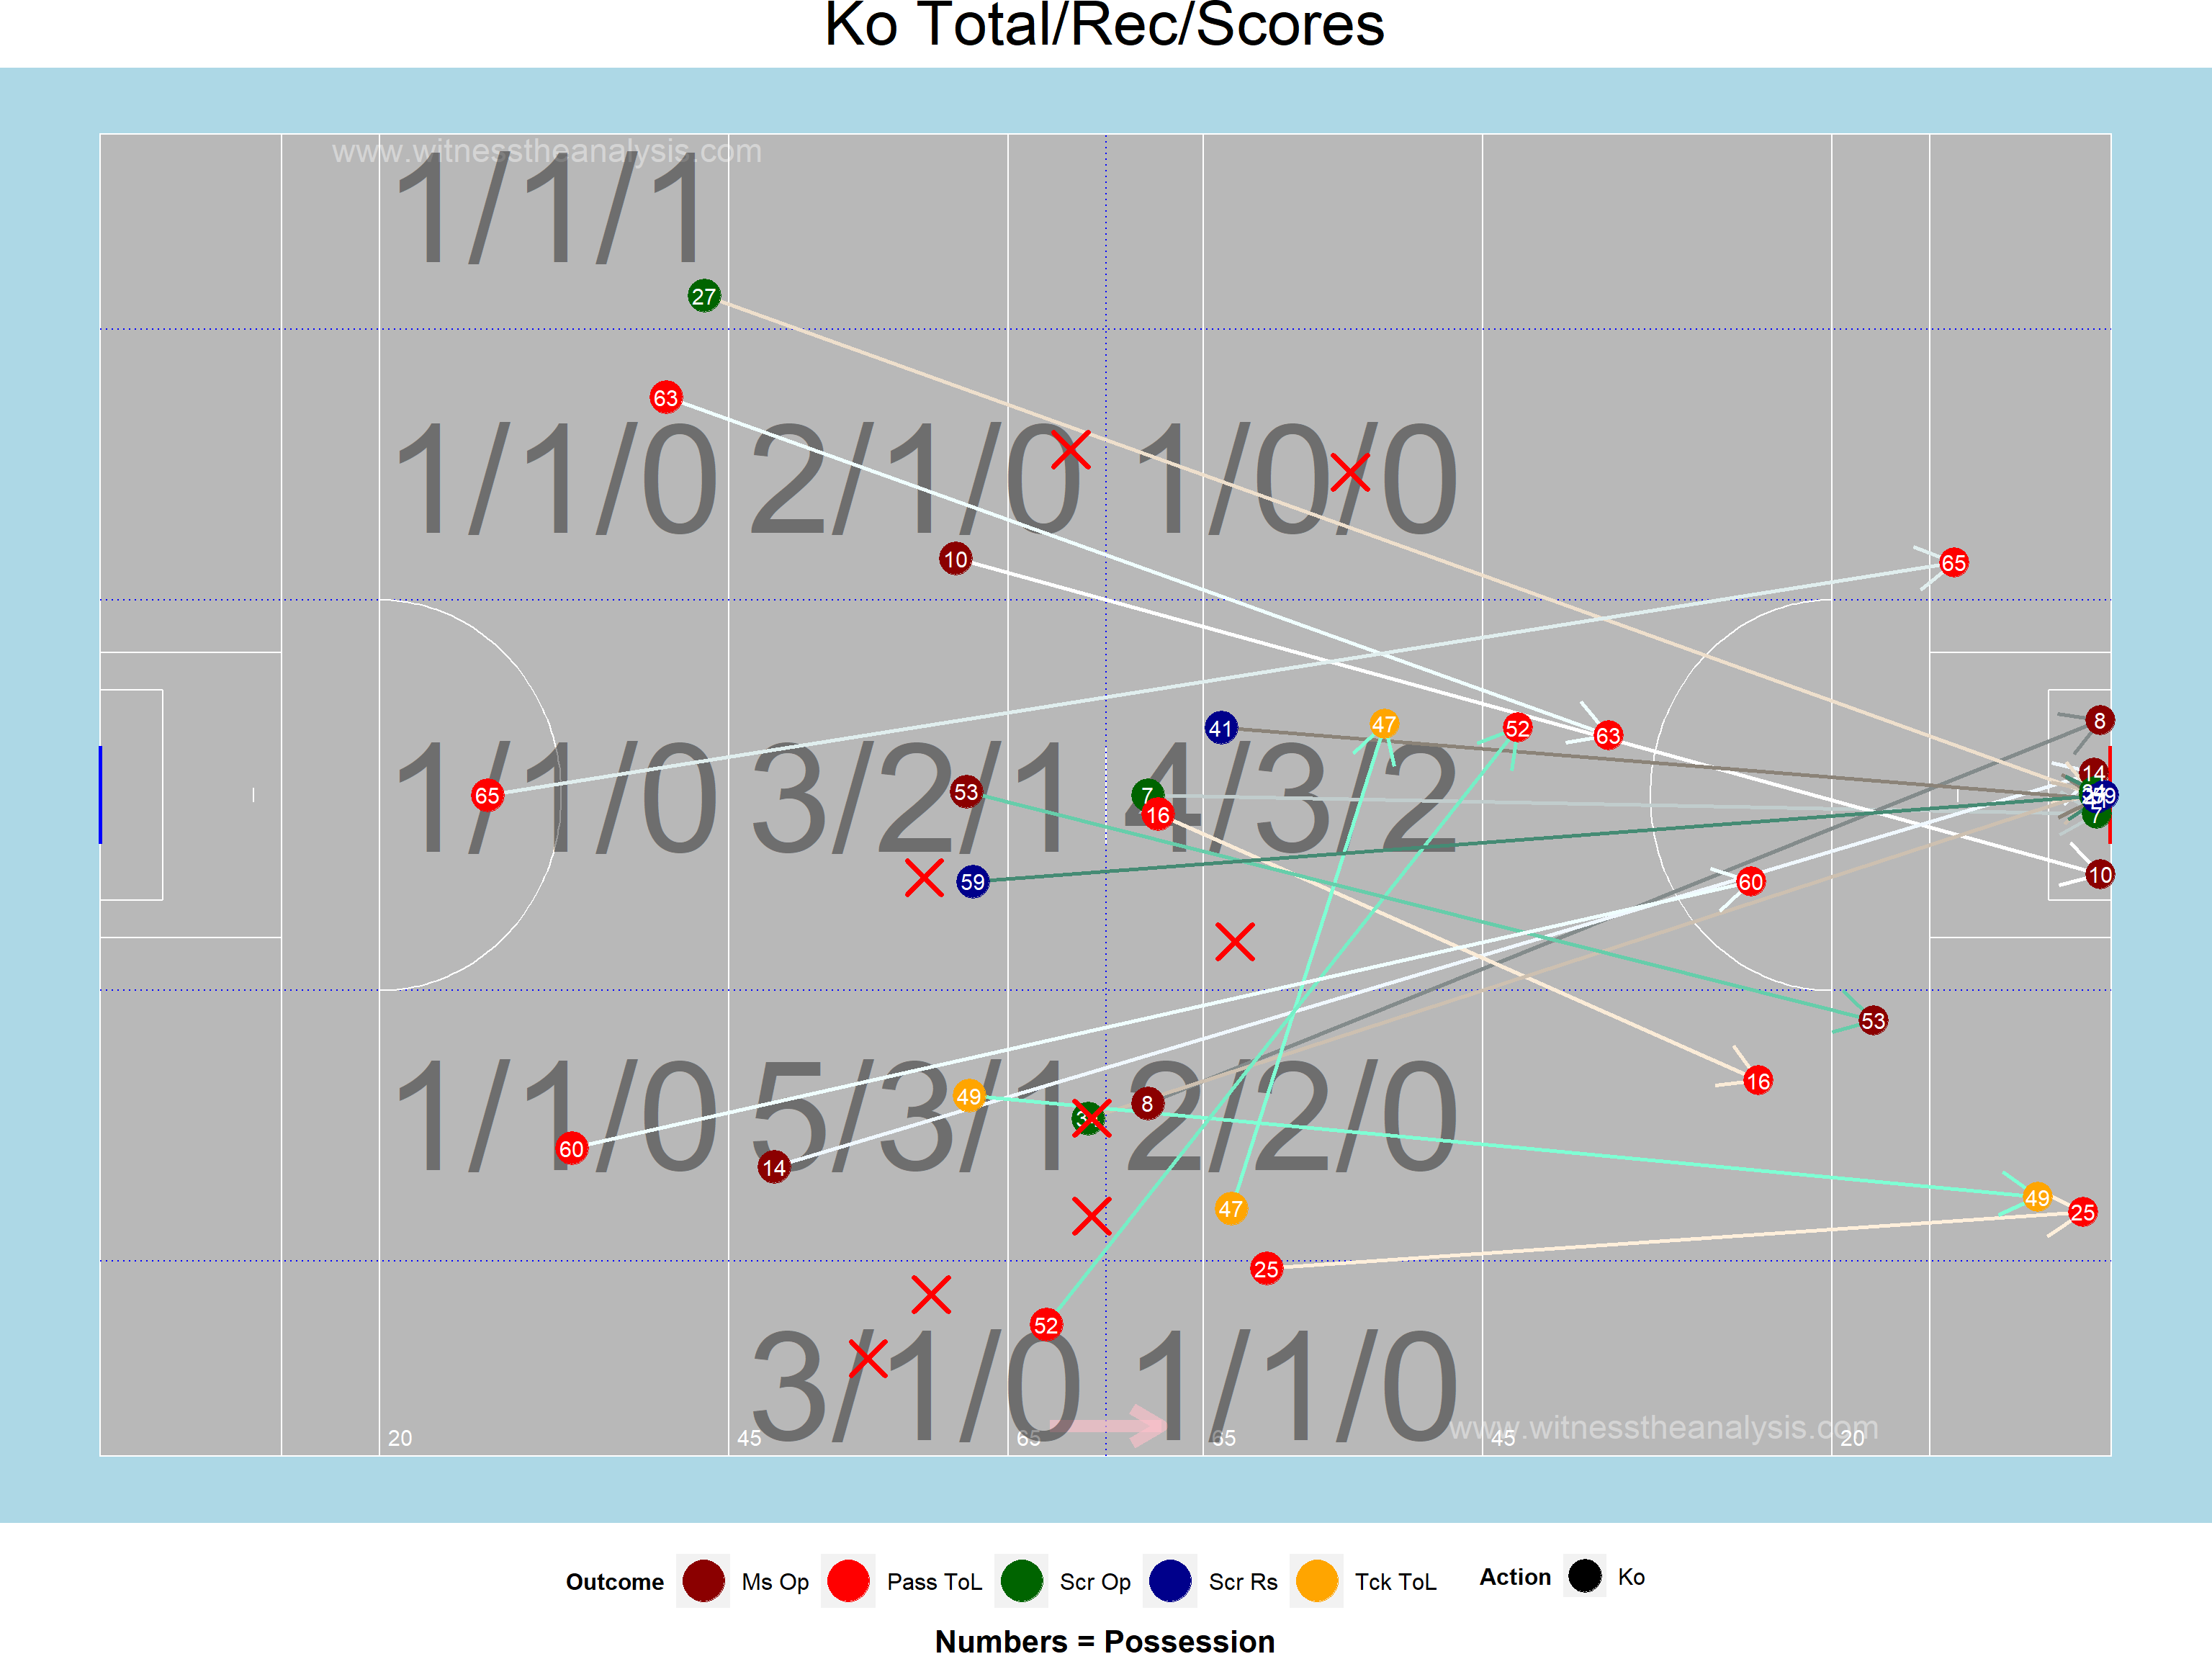 Ko Total/Rec/Scores
www.witnesstheanalysis.com
1/1/1
27
63
1/1/0 2/1/0 1/0/0
10
65
8
41 47 52 63
14
1/1/0 3/2/1 4/3/2
65 53 7 59
16 7
59 60 10
53
1/1/0 5/3/1 2/2/0
49 8 16
60 14
47 49 25
25
52
3/1/0 1/1/0
www.witnesstheanalysis.com
20 45 65 65 45 20
Outcome Ms Op Pass ToL Scr Op Scr Rs Tck ToL Action Ko
Numbers = Possession